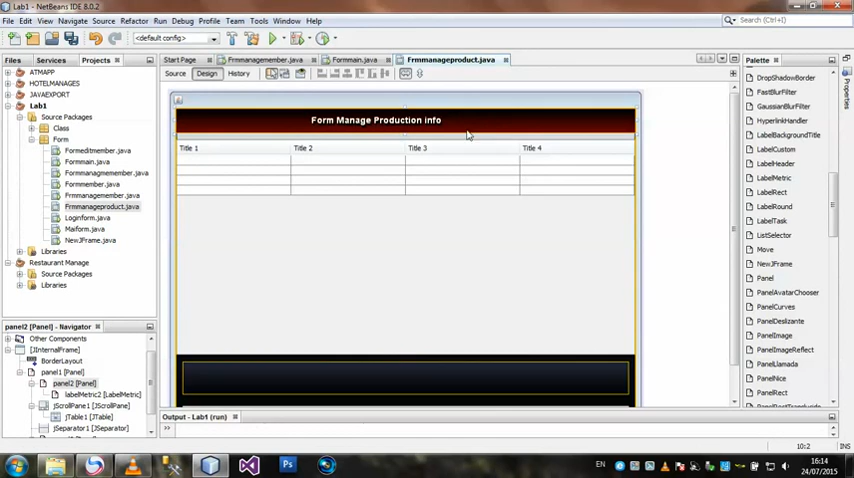 Lab1 - NetBeans IDE 8.0.2
File Edit View Navigate Source Refactor Run Debug Profile Team Tools Window Help
Search (Ctrl+I)
<default config>
Files Services Projects
Start Page Frmmanagemember.java Formmain.java Frmmanageproduct.java
Source Design History
ATMAPP
HOTELMANAGES
JAVAEXPORT
Lab1
Source Packages
Class
Form
Formeditmember.java
Formmain.java
Formmanagmemember.java
Formmember.java
Frmmanagemember.java
Frmmanageproduct.java
Loginform.java
Maiform.java
NewJFrame.java
Libraries
Restaurant Manage
Source Packages
Libraries
panel2 [Panel] - Navigator
Other Components
[JInternalFrame]
BorderLayout
panel1 [Panel]
panel2 [Panel]
labelMetric2 [LabelMetric]
jScrollPane1 [JScrollPane]
jTable1 [JTable]
jSeparator1 [JSeparator]
Form Manage Production info
Title 1 Title 2 Title 3 Title 4
Output - Lab1 (run)
>>
Palette
DropShadowBorder
FastBlurFilter
GaussianBlurFilter
HyperlinkHandler
LabelBackgroundTitle
LabelCustom
LabelHeader
LabelMetric
LabelRect
LabelRound
LabelTask
ListSelector
Move
NewJFrame
Panel
PanelAvatarChooser
PanelCurves
PanelDeslizante
PanelImage
PanelImageReflect
PanelLlamada
PanelNice
PanelRect
Properties
10:2 INS
EN
16:14
24/07/2015